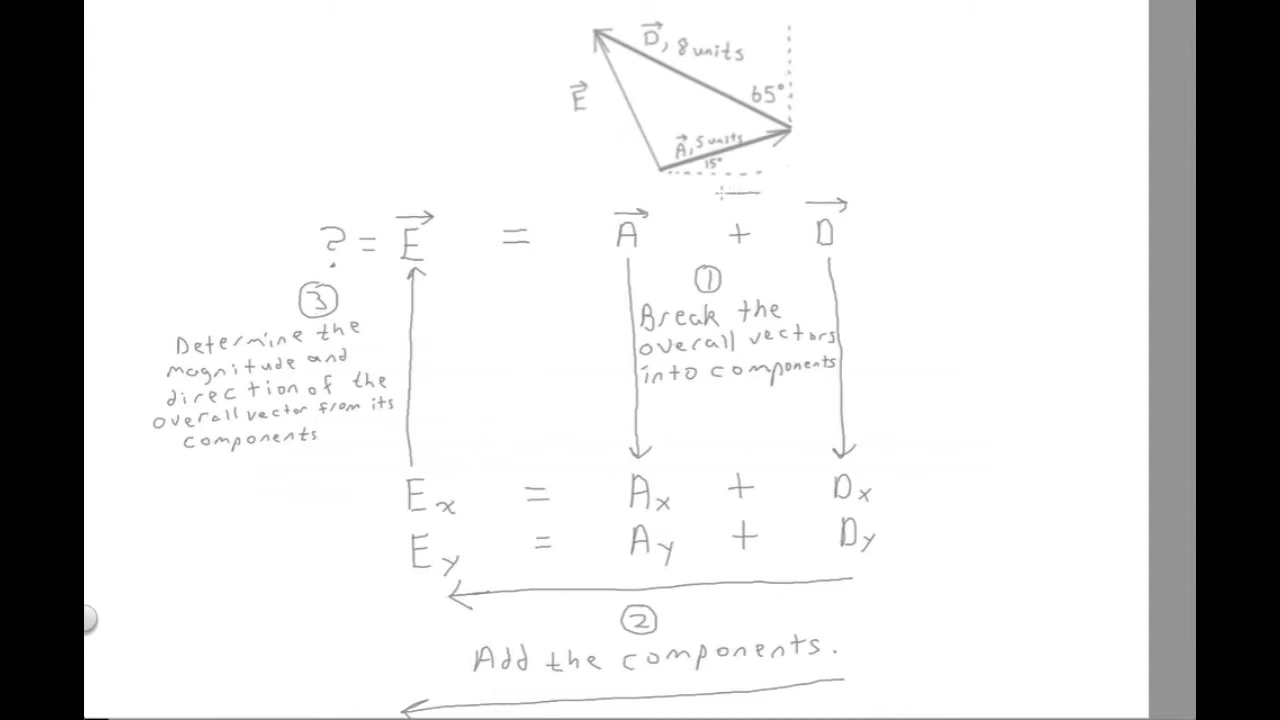 D, 8 units
65°
E
A, 5 units
15°
? = E = A + D
①
Break the
overall vectors
into components
③
Determine the
magnitude and
direction of the
overall vector from its
components
Ex = Ax + Dx
Ey = Ay + Dy
②
Add the components.